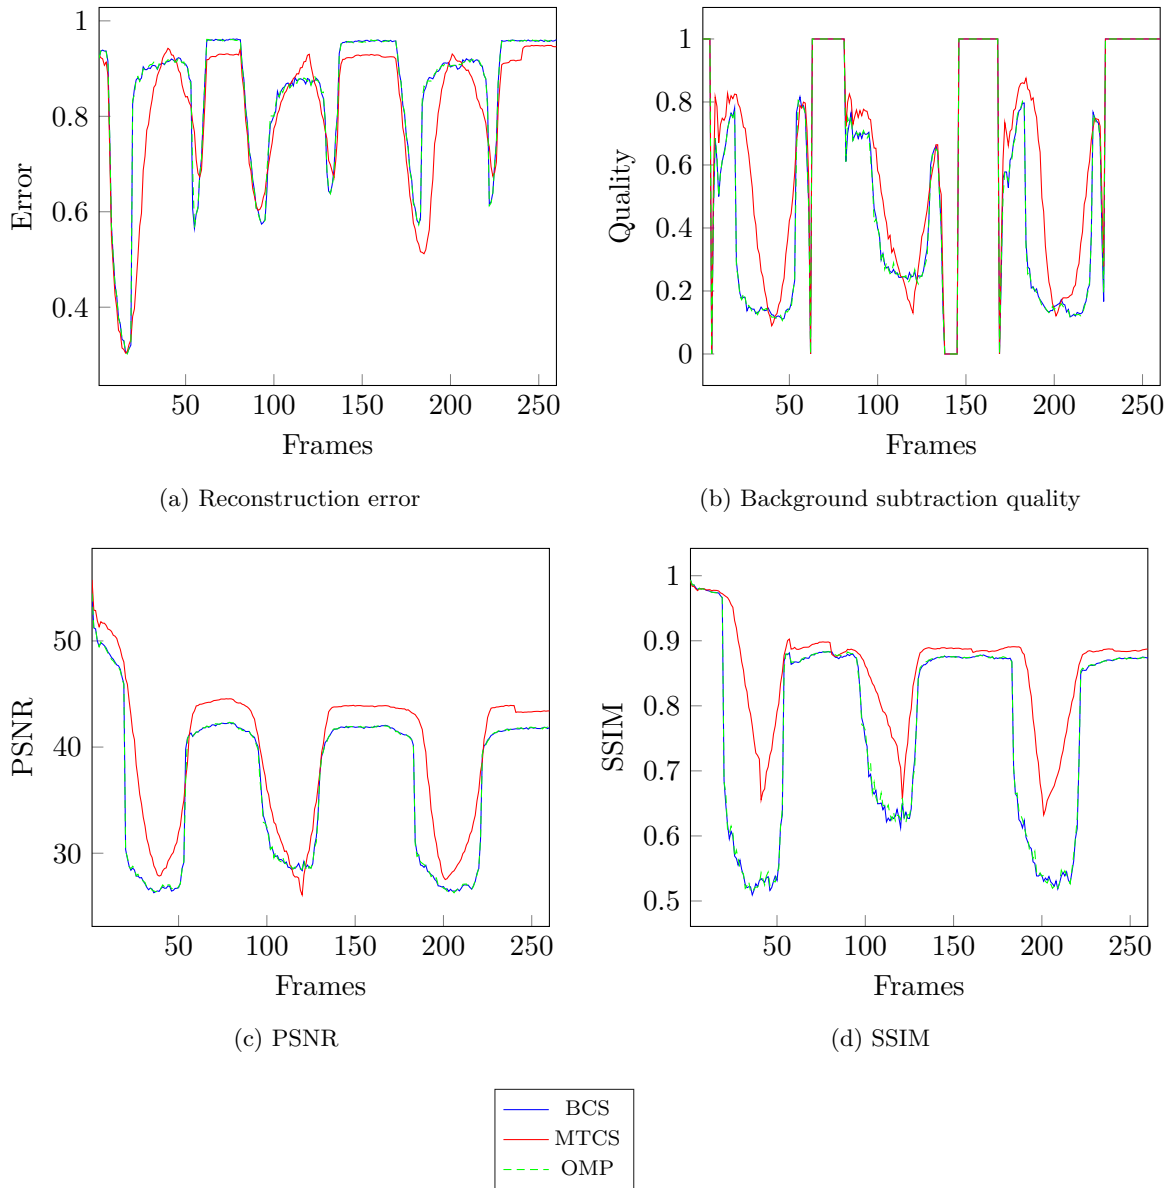 1
0.8
0.6
0.4
Error
50
100
150
200
250
Frames
(a) Reconstruction error
1
0.8
0.6
0.4
0.2
0
Quality
50
100
150
200
250
Frames
(b) Background subtraction quality
50
40
30
PSNR
50
100
150
200
250
Frames
(c) PSNR
1
0.9
0.8
0.7
0.6
0.5
SSIM
50
100
150
200
250
Frames
(d) SSIM
BCS
MTCS
OMP